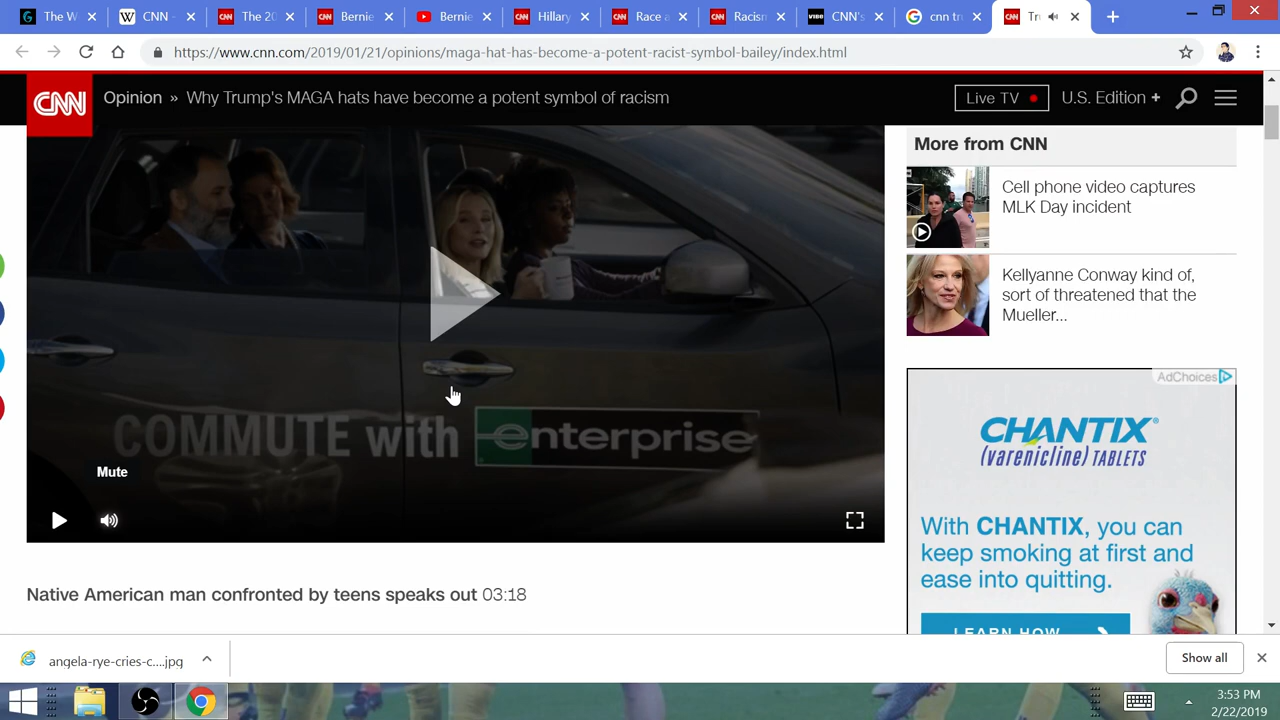 The W
CNN -
The 20
Bernie
Bernie
Hillary
Race a
Racism
VIBE CNN's
cnn tr
Tr
https://www.cnn.com/2019/01/21/opinions/maga-hat-has-become-a-potent-racist-symbol-bailey/index.html
CNN Opinion » Why Trump's MAGA hats have become a potent symbol of racism
Live TV
U.S. Edition +
COMMUTE with enterprise
Mute
Native American man confronted by teens speaks out 03:18
More from CNN
Cell phone video captures
MLK Day incident
Kellyanne Conway kind of,
sort of threatened that the
Mueller...
AdChoices
CHANTIX
(varenicline) TABLETS
With CHANTIX, you can
keep smoking at first and
ease into quitting.
LEARN HOW
angela-rye-cries-c....jpg
Show all
3:53 PM
2/22/2019